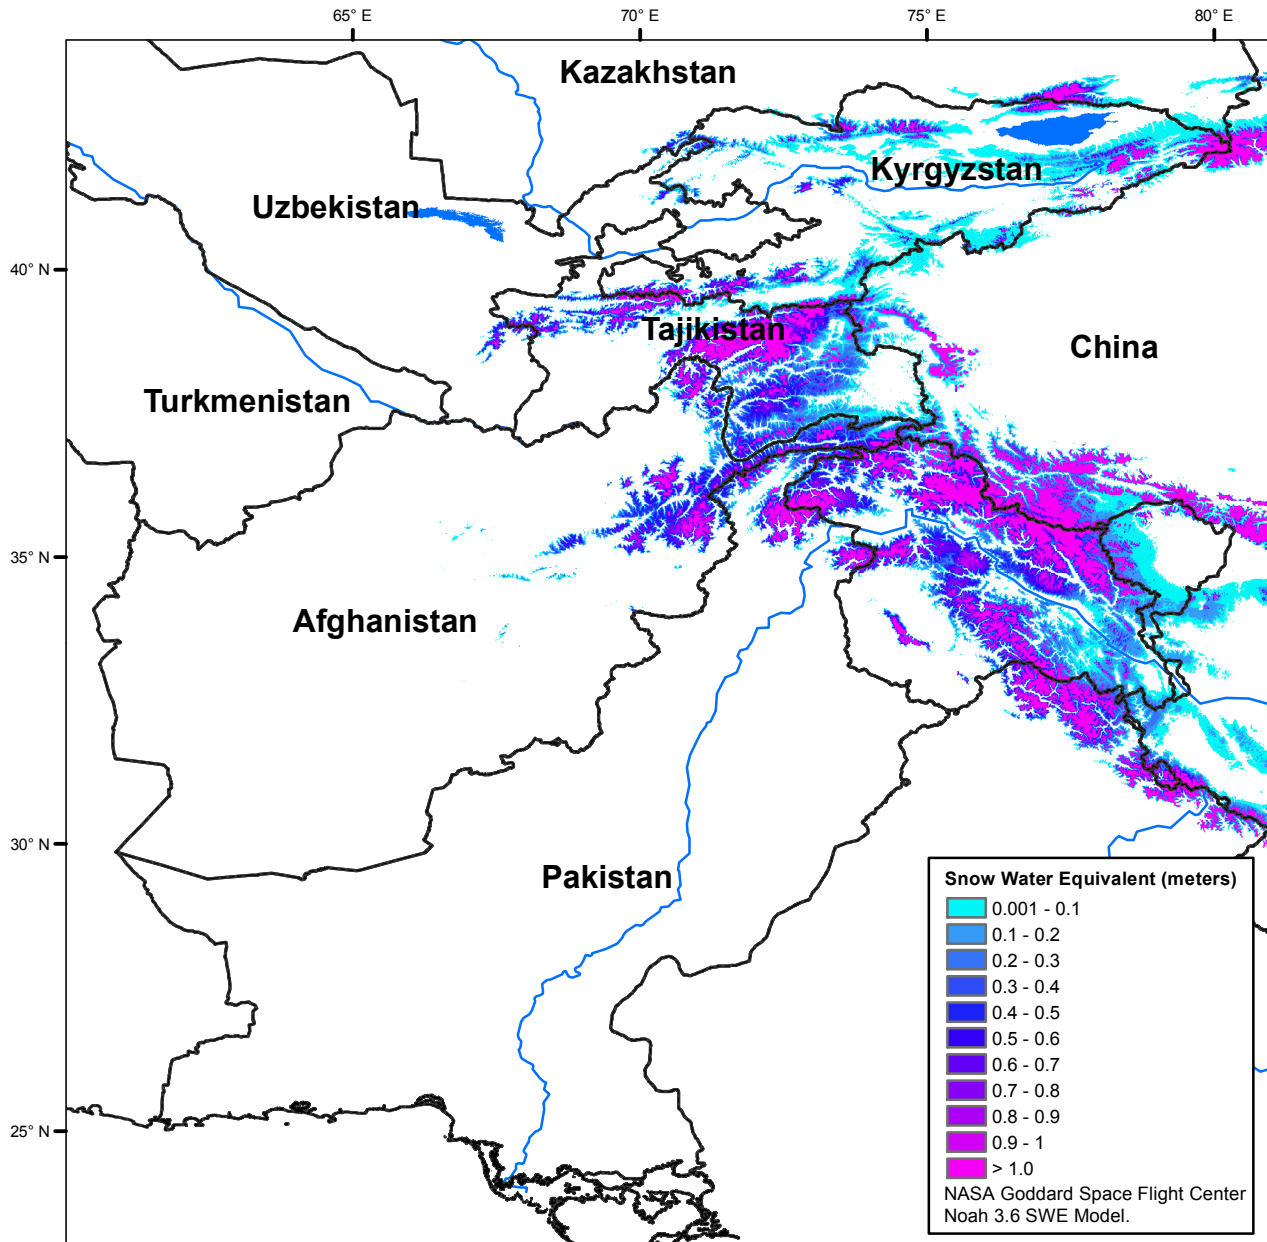 65° E
70° E
75° E
80° E
Kazakhstan
Kyrgyzstan
Uzbekistan
40° N
Tajikistan
China
Turkmenistan
35° N
Afghanistan
30° N
Pakistan
25° N
Snow Water Equivalent (meters)
0.001 - 0.1
0.1 - 0.2
0.2 - 0.3
0.3 - 0.4
0.4 - 0.5
0.5 - 0.6
0.6 - 0.7
0.7 - 0.8
0.8 - 0.9
0.9 - 1
> 1.0
NASA Goddard Space Flight Center
Noah 3.6 SWE Model.